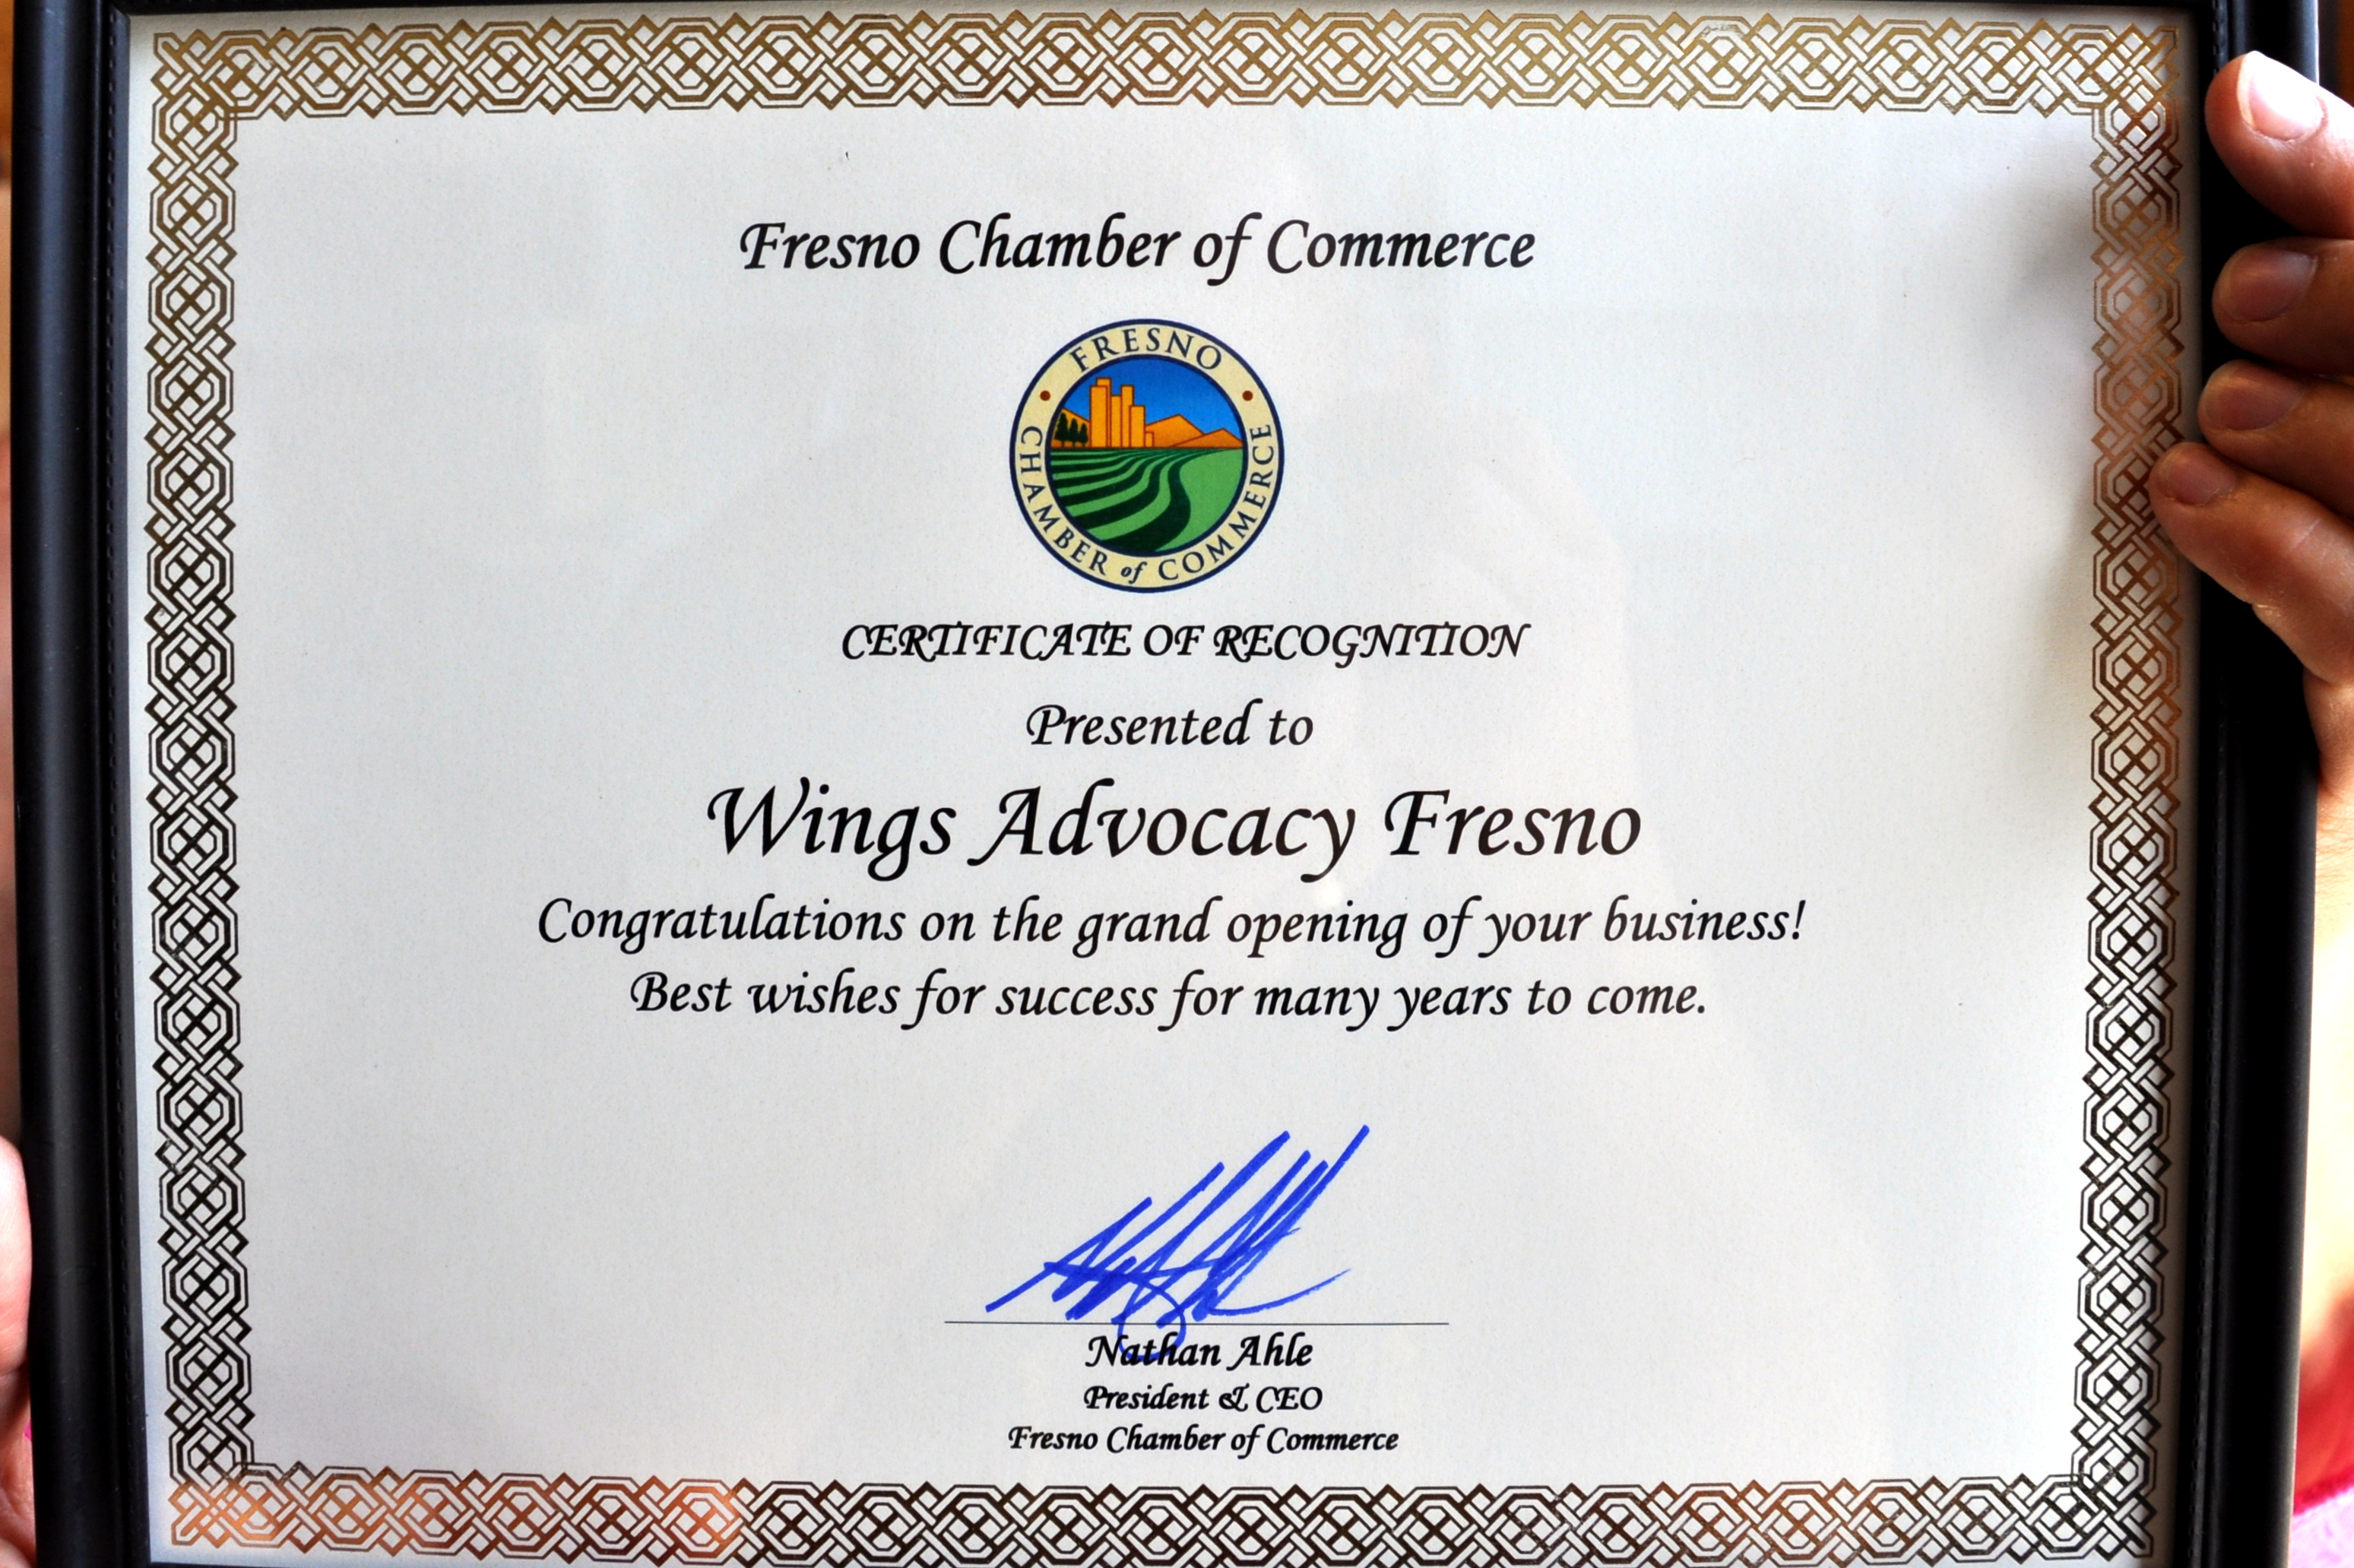 Fresno Chamber of Commerce
FRESNO
CHAMBER of COMMERCE
CERTIFICATE OF RECOGNITION
Presented to
Wings Advocacy Fresno
Congratulations on the grand opening of your business!
Best wishes for success for many years to come.
Nathan Ahle
President & CEO
Fresno Chamber of Commerce